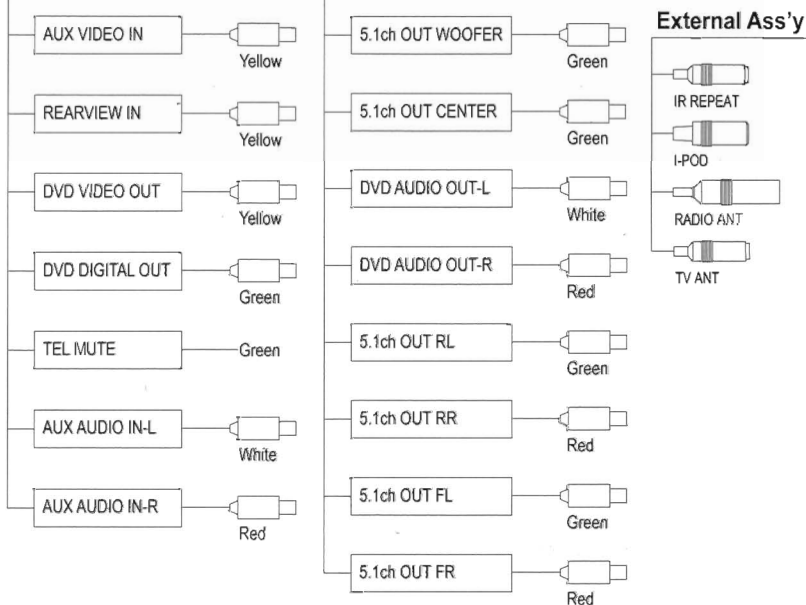 AUX VIDEO IN
Yellow
REARVIEW IN
Yellow
DVD VIDEO OUT
Yellow
DVD DIGITAL OUT
Green
TEL MUTE
Green
AUX AUDIO IN-L
White
AUX AUDIO IN-R
Red
5.1ch OUT WOOFER
Green
5.1ch OUT CENTER
Green
DVD AUDIO OUT-L
White
DVD AUDIO OUT-R
Red
5.1ch OUT RL
Green
5.1ch OUT RR
Red
5.1ch OUT FL
Green
5.1ch OUT FR
Red
External Ass'y
IR REPEAT
I-POD
RADIO ANT
TV ANT